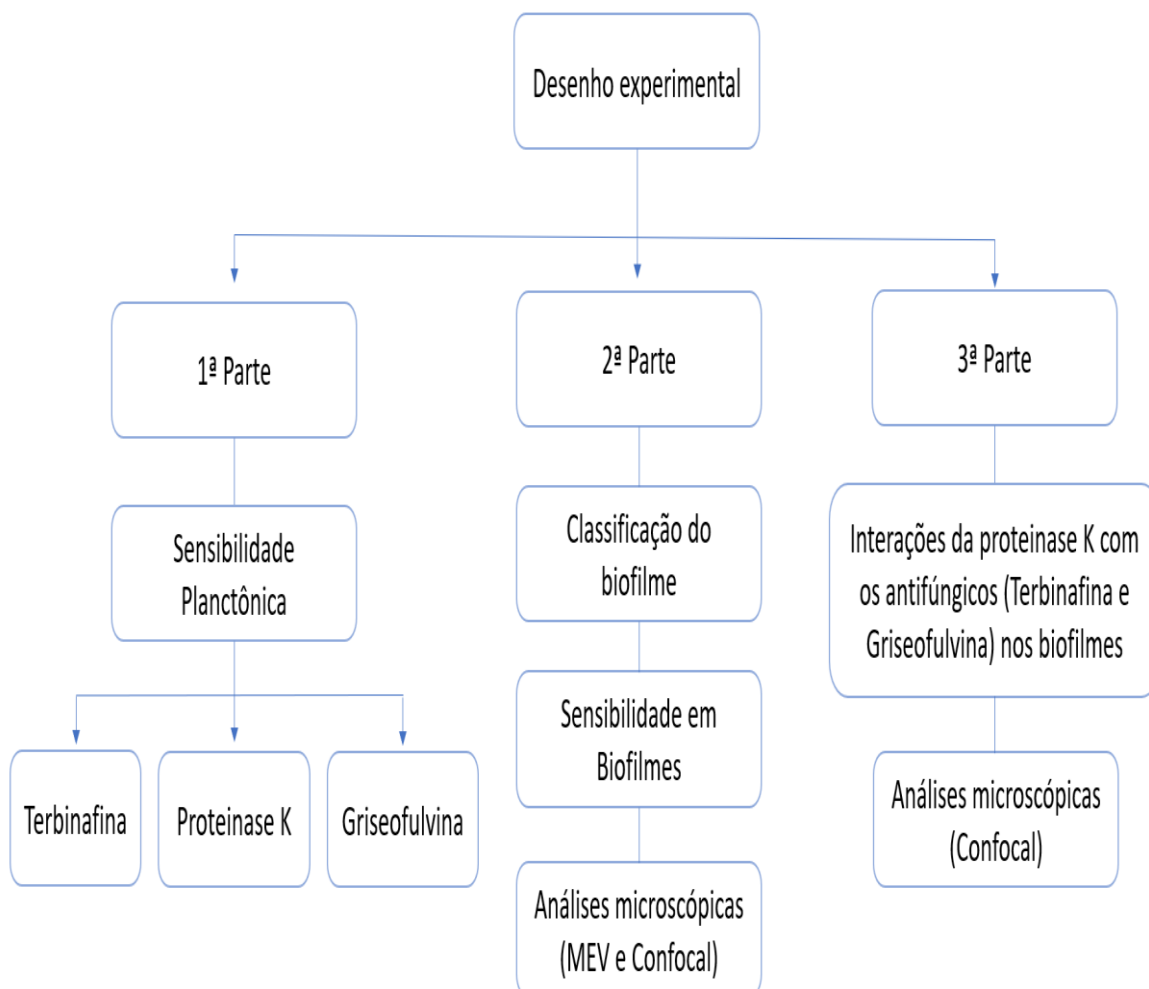 Desenho experimental
1ª Parte
2ª Parte
3ª Parte
Sensibilidade
Planctônica
Classificação do
biofilme
Interações da proteinase K com
os antifúngicos (Terbinafina e
Griseofulvina) nos biofilmes
Terbinafina
Proteinase K
Griseofulvina
Sensibilidade em
Biofilmes
Análises microscópicas
(Confocal)
Análises microscópicas
(MEV e Confocal)